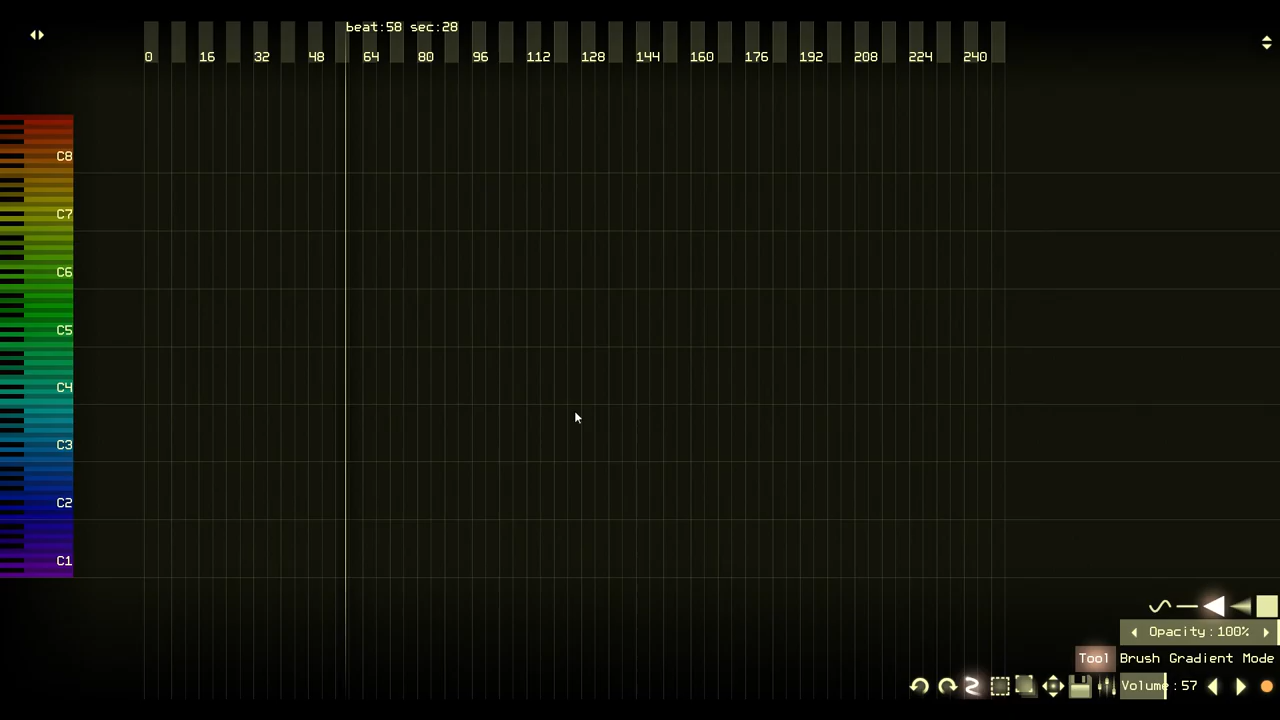 beat:58 sec:28
0 16 32 48 64 80 96 112 128 144 160 176 192 208 224 240
C8
C7
C6
C5
C4
C3
C2
C1
Opacity:100%
Tool Brush Gradient Mode
Volume:57